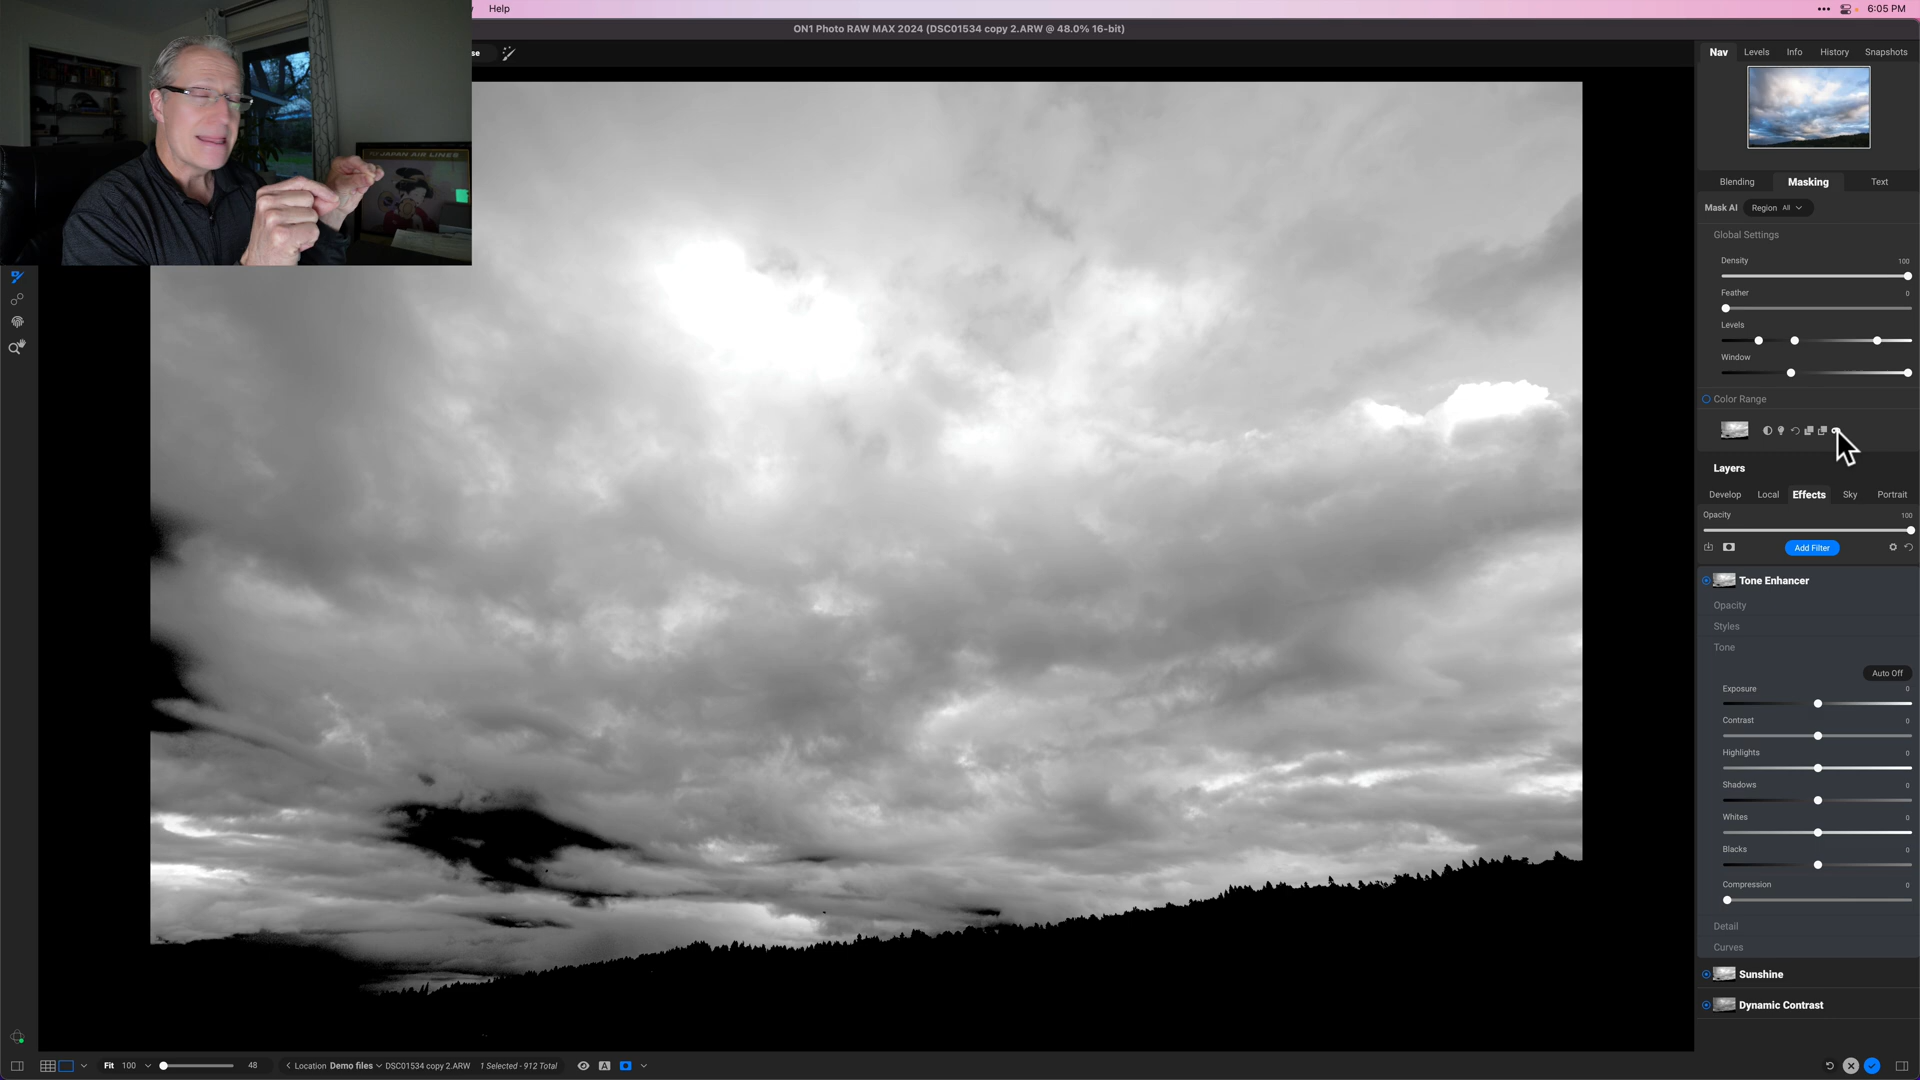 Help
6:05 PM
ON1 Photo RAW MAX 2024 (DSC01534 copy 2.ARW @ 48.0% 16-bit)
se
JAPAN AIR LINES
Nav Levels Info History Snapshots
Blending Masking Text
Mask AI Region All
Global Settings
Density 100
Feather 0
Levels
Window
Color Range
Layers
Develop Local Effects Sky Portrait
Opacity 100
Add Filter
Tone Enhancer
Opacity
Styles
Tone
Auto Off
Exposure 0
Contrast 0
Highlights 0
Shadows 0
Whites 0
Blacks 0
Compression 0
Detail
Curves
Sunshine
Dynamic Contrast
Fit 100 48 Location Demo files DSC01534 copy 2.ARW 1 Selected - 912 Total A